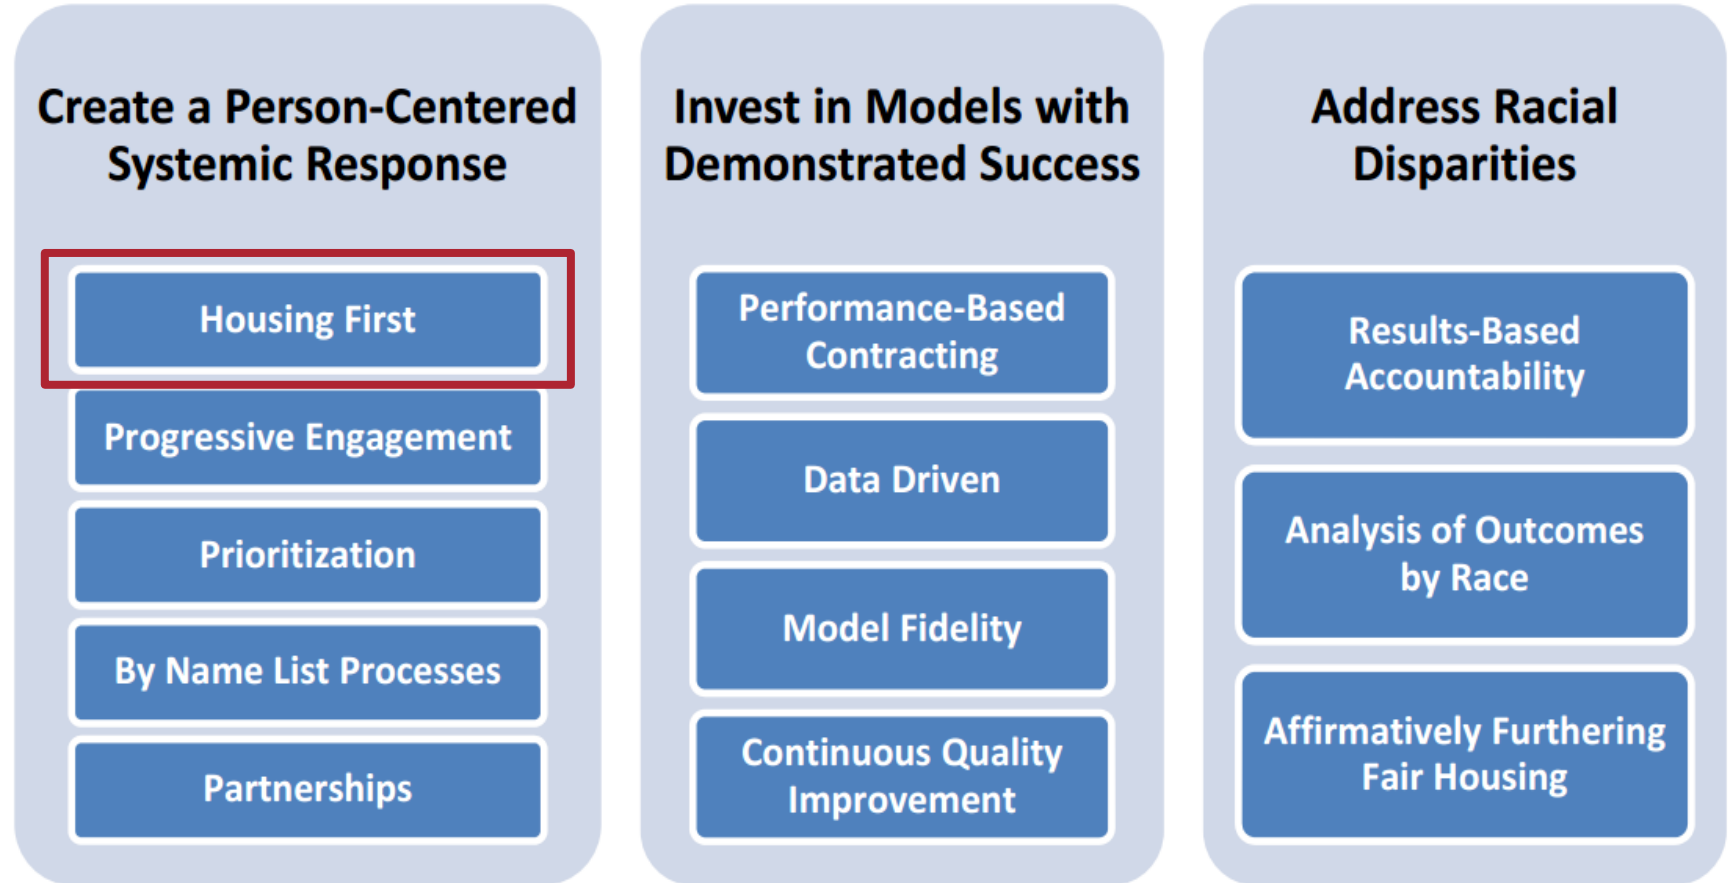 Create a Person-Centered
Systemic Response
Housing First
Progressive Engagement
Prioritization
By Name List Processes
Partnerships
Invest in Models with
Demonstrated Success
Performance-Based
Contracting
Data Driven
Model Fidelity
Continuous Quality
Improvement
Address Racial
Disparities
Results-Based
Accountability
Analysis of Outcomes
by Race
Affirmatively Furthering
Fair Housing